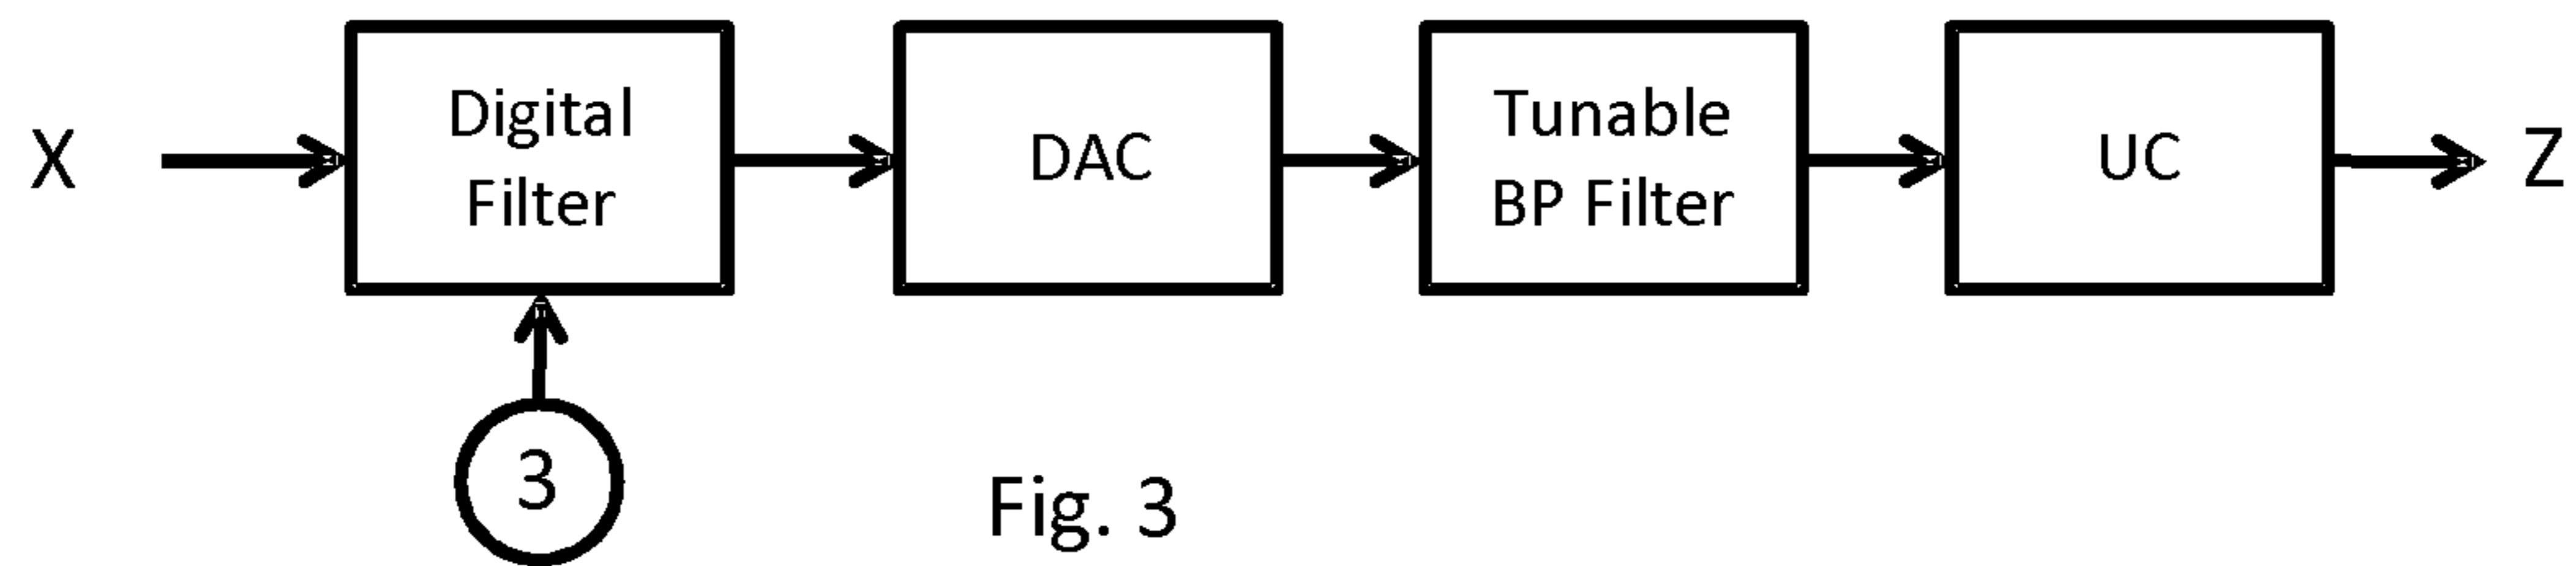 X
Digital
Filter
DAC
Tunable
BP Filter
UC
Z
3
Fig. 3